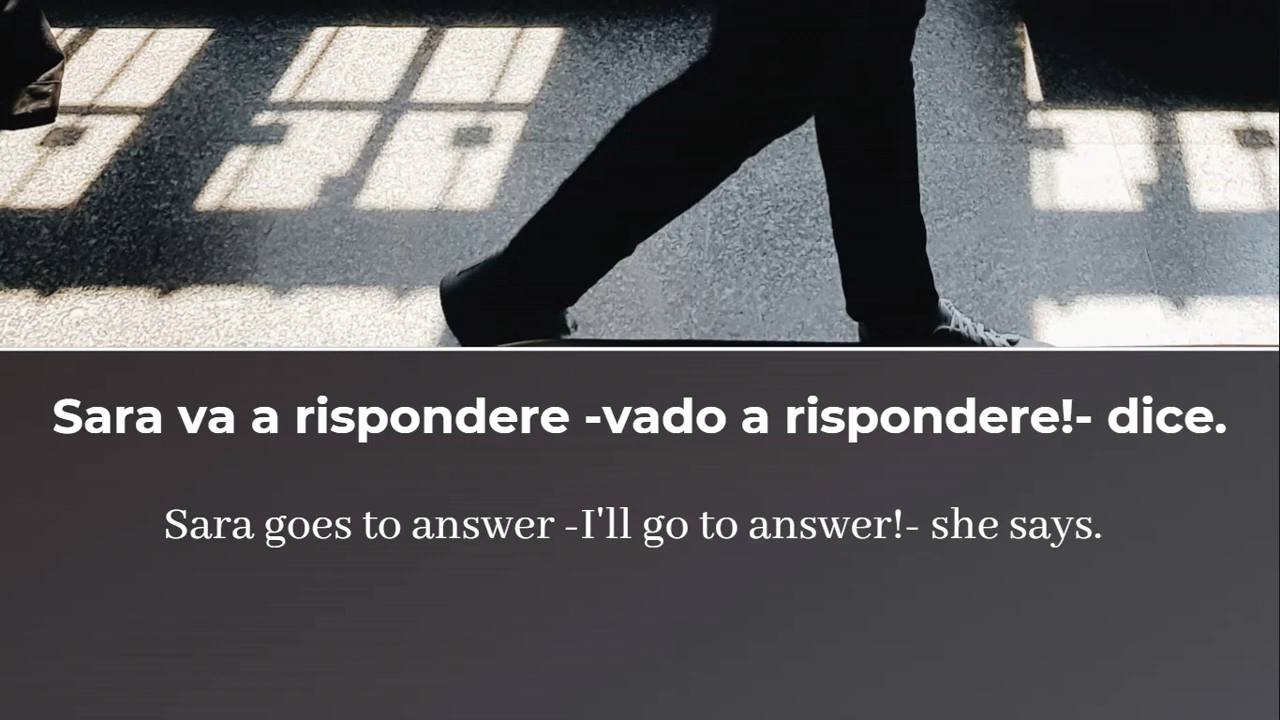 Sara va a rispondere -vado a rispondere!- dice.
Sara goes to answer -I'll go to answer!- she says.